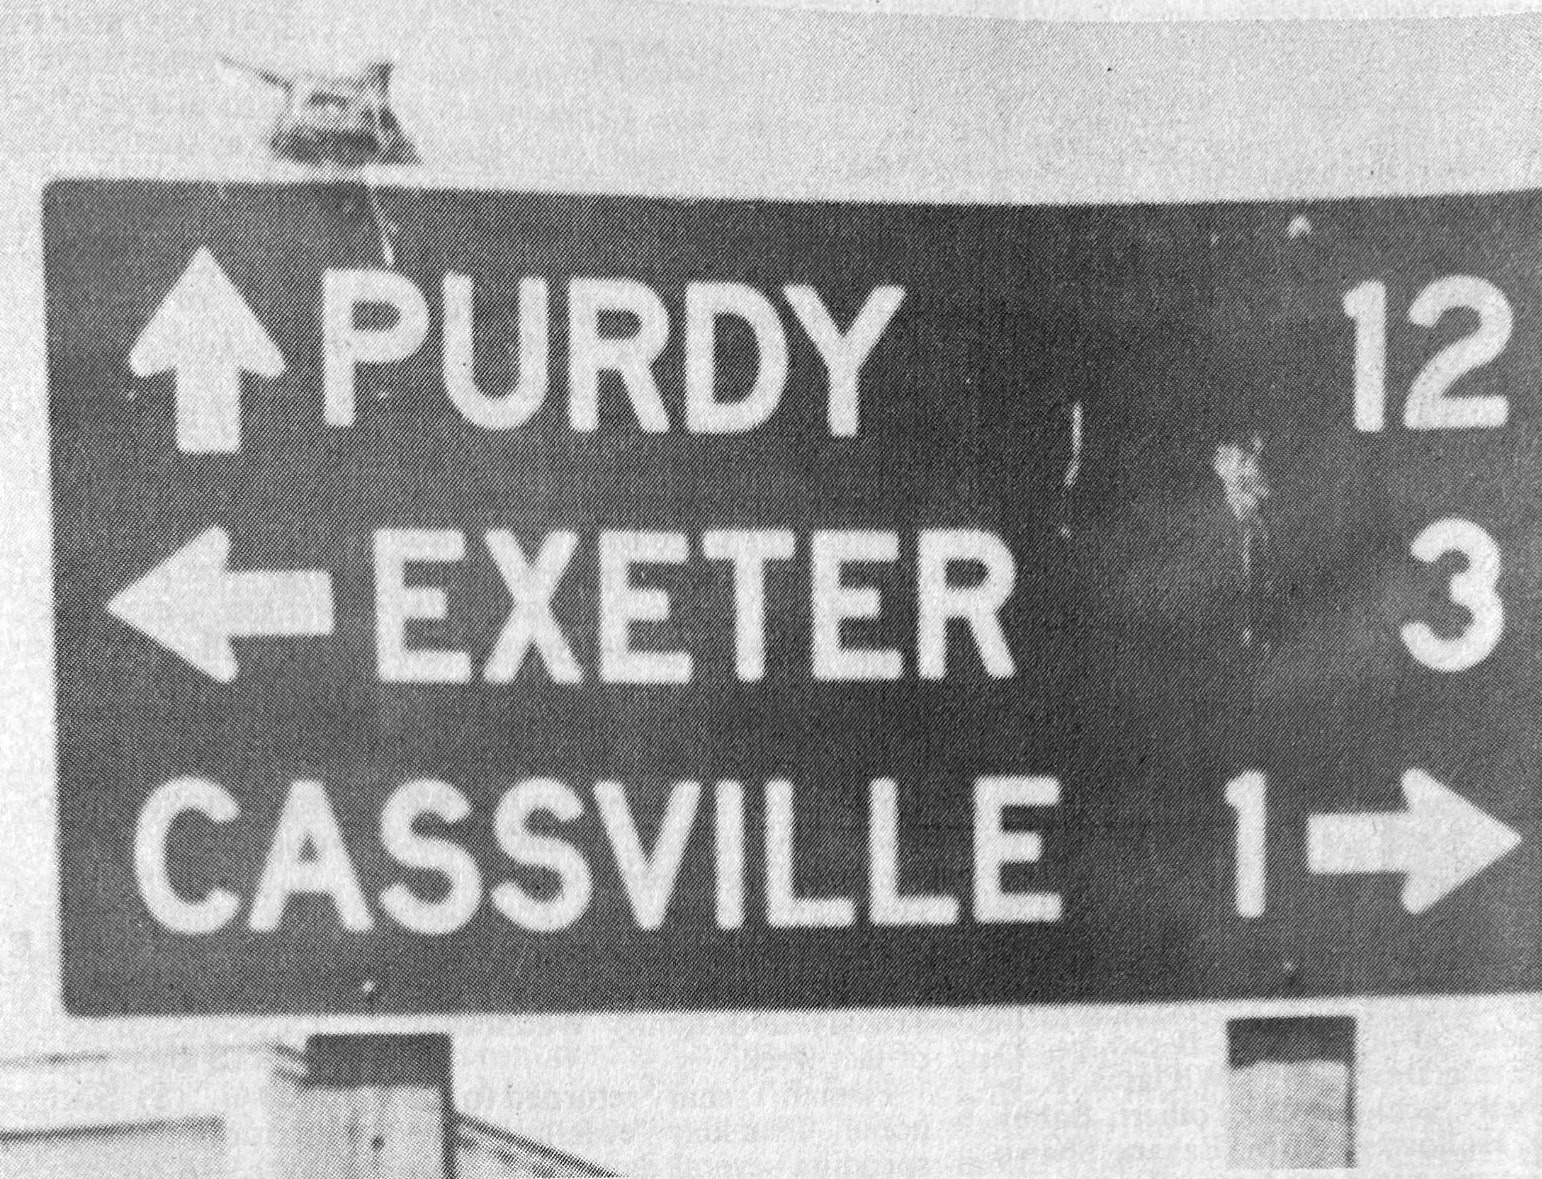 PURDY 12
EXETER 3
CASSVILLE 1